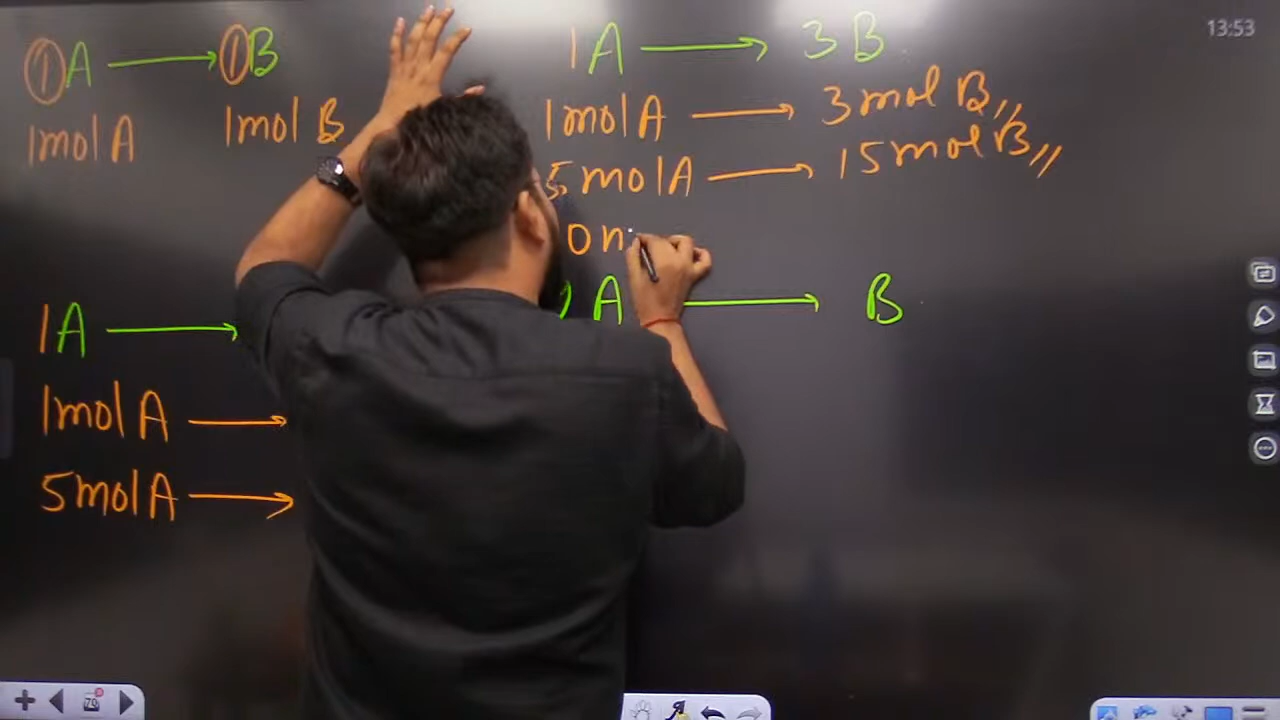 13:53
1A → 1B
1mol A 1mol B
1A → 3B
1mol A → 3mol B
5mol A → 15mol B
A → B
1A →
1mol A →
5mol A →